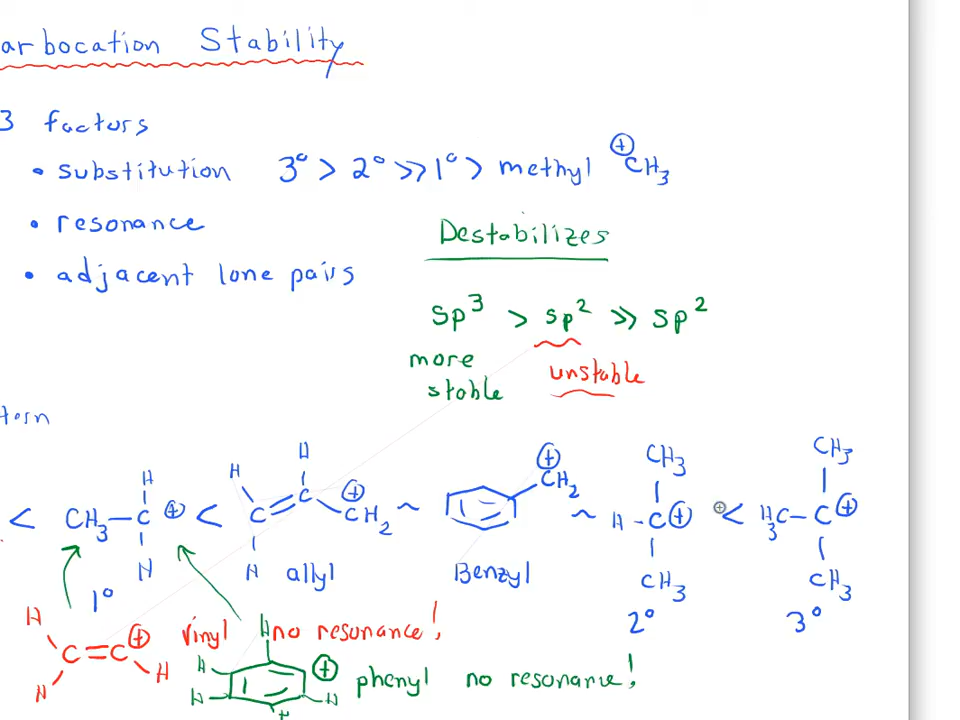 arbocation Stability
3 factors
• substitution 3° > 2° >> 1° > methyl ⊕CH3
• resonance
Destabilizes
• adjacent lone pairs
sp3 > sp2 >> sp2
more stable
unstable
tern
H H H CH2 CH3 CH3
< CH3–C ⊕ < C=C ⊕ CH2 ~ ⊕ ~ H–C ⊕ < H3C–C ⊕
H H allyl Benzyl CH3 CH3
1° 2° 3°
H C=C ⊕ H H vinyl no resonance!
H H H H ⊕ phenyl no resonance!